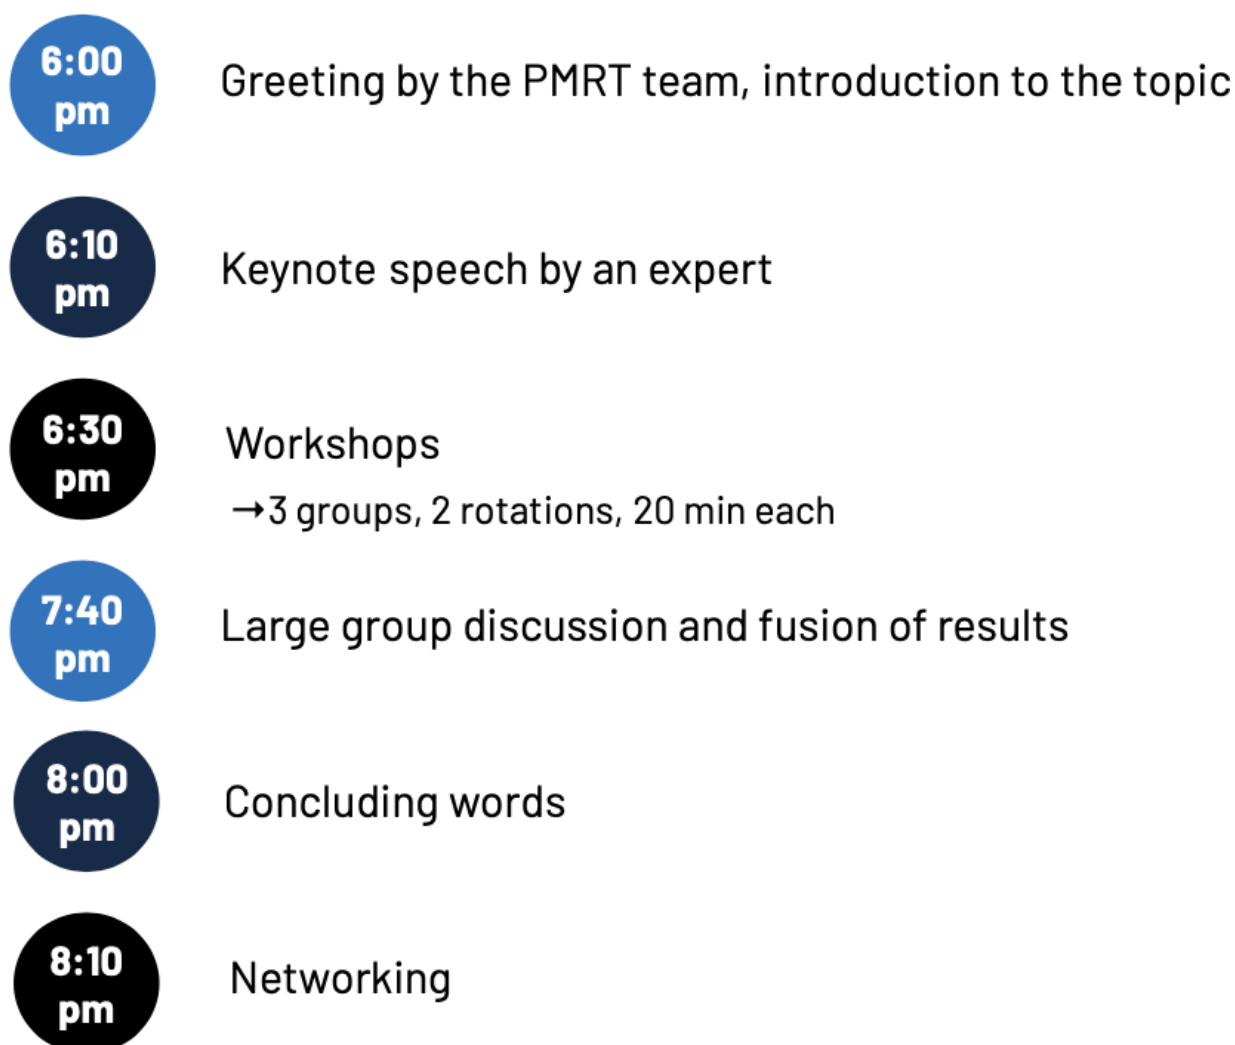 6:00
pm
Greeting by the PMRT team, introduction to the topic
6:10
pm
Keynote speech by an expert
6:30
pm
Workshops
→3 groups, 2 rotations, 20 min each
7:40
pm
Large group discussion and fusion of results
8:00
pm
Concluding words
8:10
pm
Networking